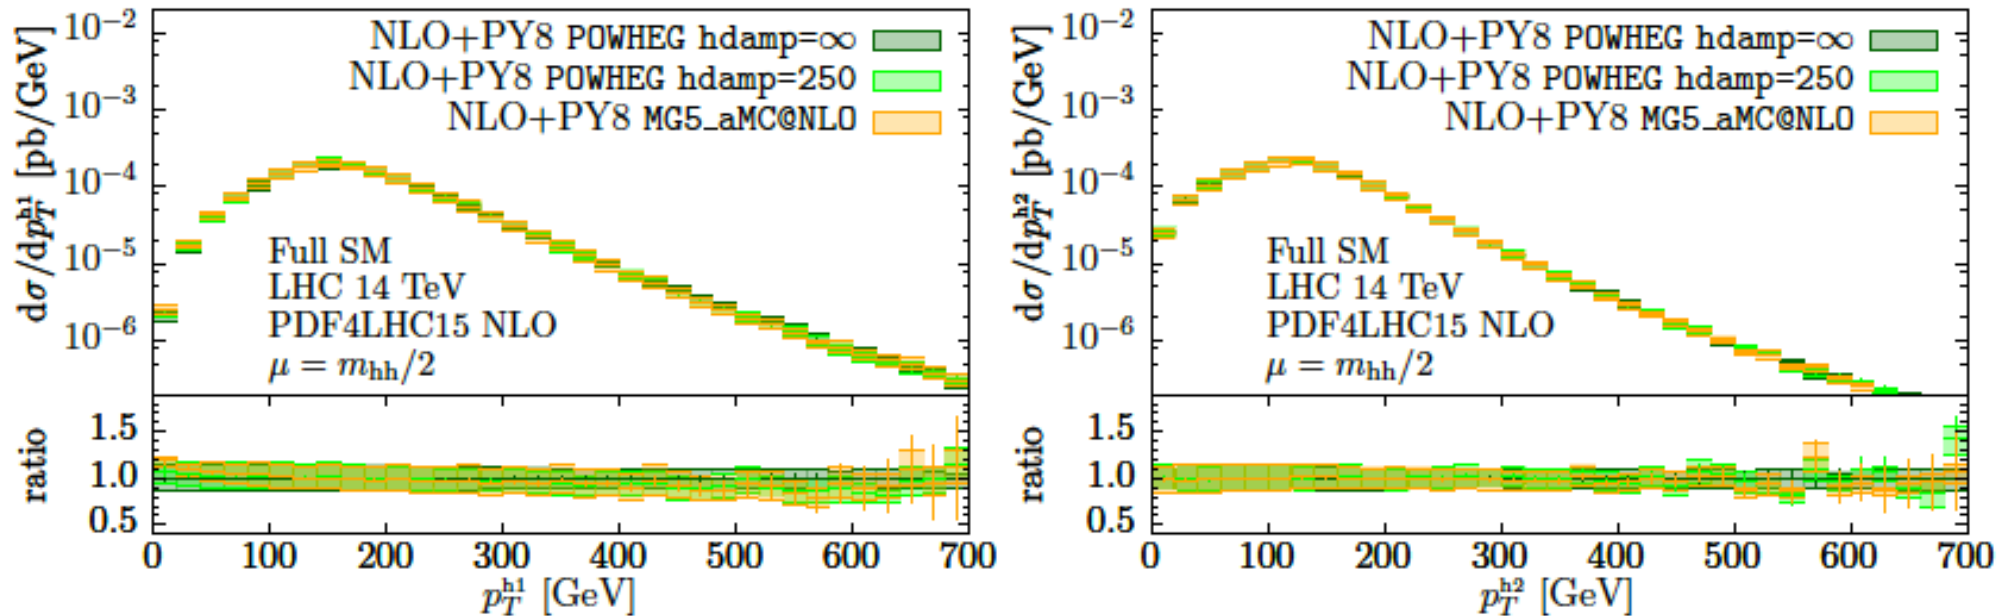 NLO+PY8 POWHEG hdamp=∞
NLO+PY8 POWHEG hdamp=250
NLO+PY8 MG5_aMC@NLO
dσ/dp_T^h1 [pb/GeV]
10^-2
10^-3
10^-4
10^-5
10^-6
Full SM
LHC 14 TeV
PDF4LHC15 NLO
μ = m_hh/2
ratio
1.5
1.0
0.5
0 100 200 300 400 500 600 700
p_T^h1 [GeV]
NLO+PY8 POWHEG hdamp=∞
NLO+PY8 POWHEG hdamp=250
NLO+PY8 MG5_aMC@NLO
dσ/dp_T^h2 [pb/GeV]
10^-2
10^-3
10^-4
10^-5
10^-6
Full SM
LHC 14 TeV
PDF4LHC15 NLO
μ = m_hh/2
ratio
1.5
1.0
0.5
0 100 200 300 400 500 600 700
p_T^h2 [GeV]